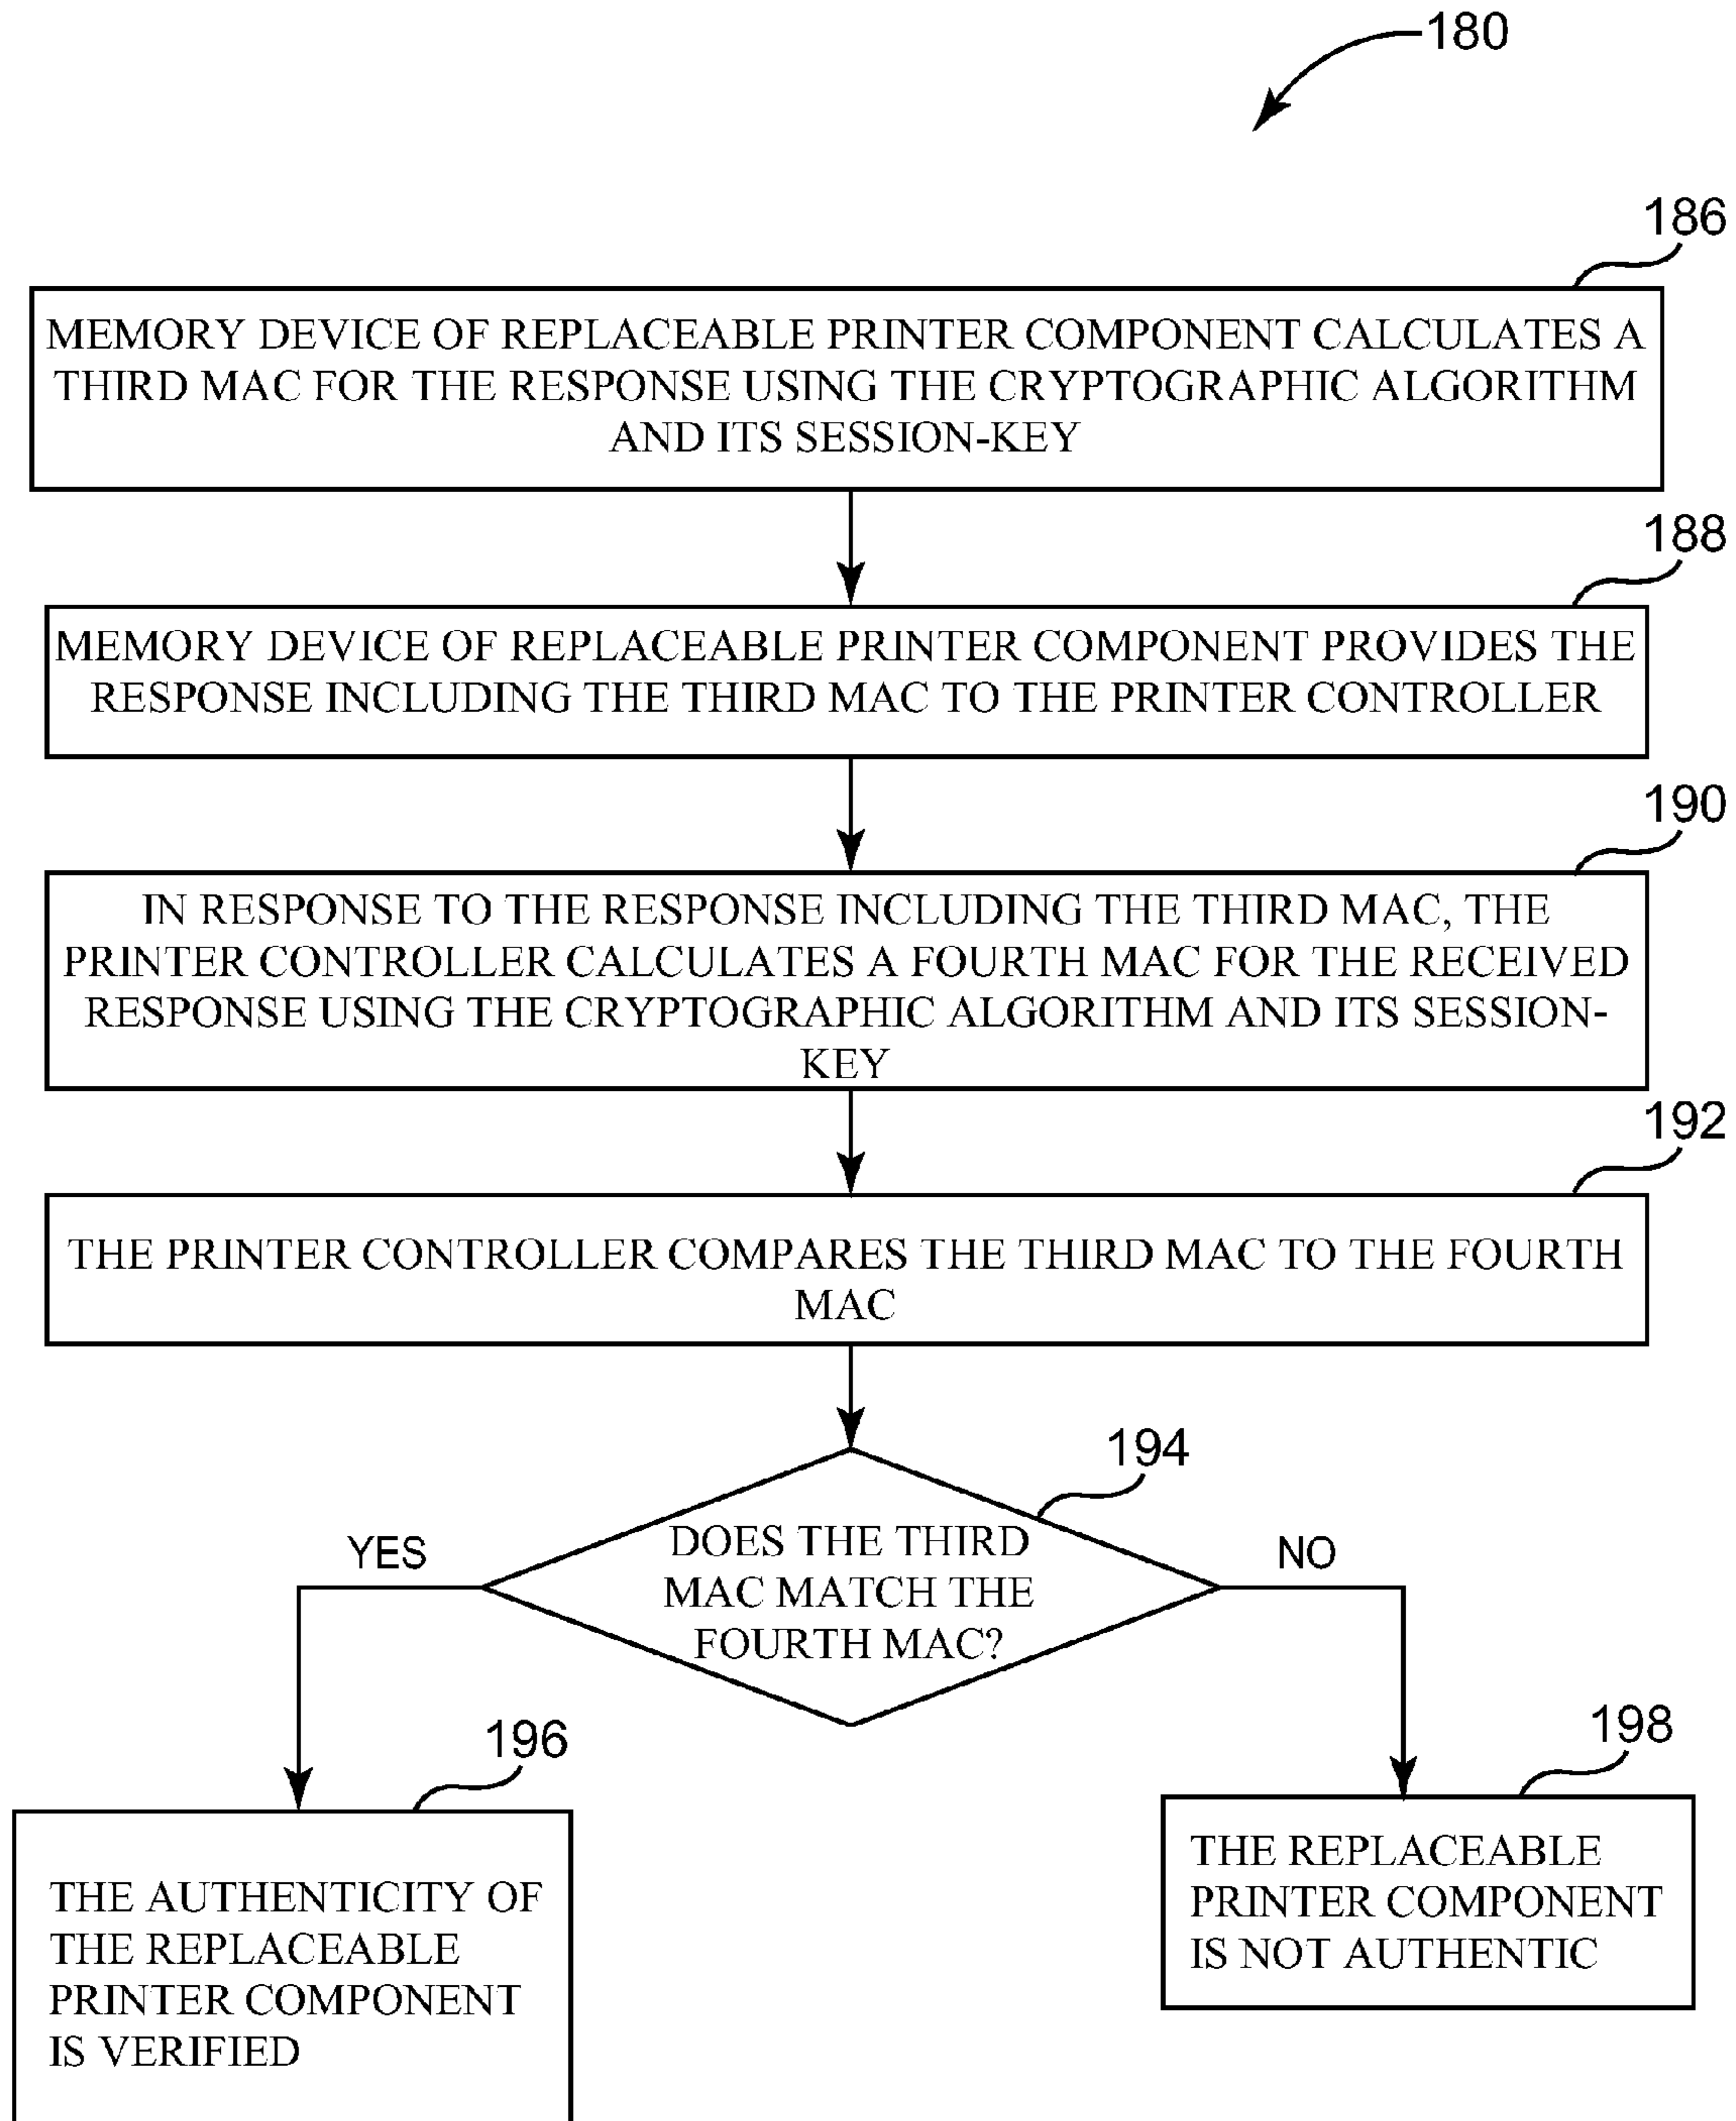 180
186
MEMORY DEVICE OF REPLACEABLE PRINTER COMPONENT CALCULATES A
THIRD MAC FOR THE RESPONSE USING THE CRYPTOGRAPHIC ALGORITHM
AND ITS SESSION-KEY
188
MEMORY DEVICE OF REPLACEABLE PRINTER COMPONENT PROVIDES THE
RESPONSE INCLUDING THE THIRD MAC TO THE PRINTER CONTROLLER
190
IN RESPONSE TO THE RESPONSE INCLUDING THE THIRD MAC, THE
PRINTER CONTROLLER CALCULATES A FOURTH MAC FOR THE RECEIVED
RESPONSE USING THE CRYPTOGRAPHIC ALGORITHM AND ITS SESSION-
KEY
192
THE PRINTER CONTROLLER COMPARES THE THIRD MAC TO THE FOURTH
MAC
194
DOES THE THIRD
MAC MATCH THE
FOURTH MAC?
YES
NO
196
THE AUTHENTICITY OF
THE REPLACEABLE
PRINTER COMPONENT
IS VERIFIED
198
THE REPLACEABLE
PRINTER COMPONENT
IS NOT AUTHENTIC